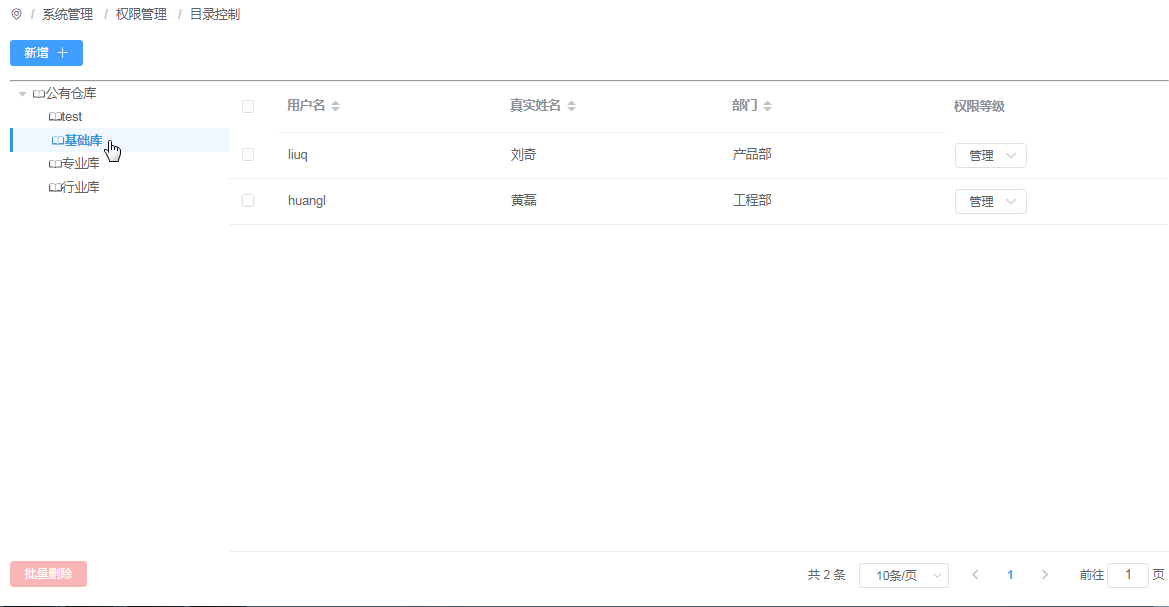 / 系统管理 / 权限管理 / 目录控制
新增 +
公有仓库
test
基础库
专业库
行业库
用户名 真实姓名 部门 权限等级
liuq 刘奇 产品部 管理
huangl 黄磊 工程部 管理
批量删除
共 2 条 10条/页 < 1 > 前往 1 页